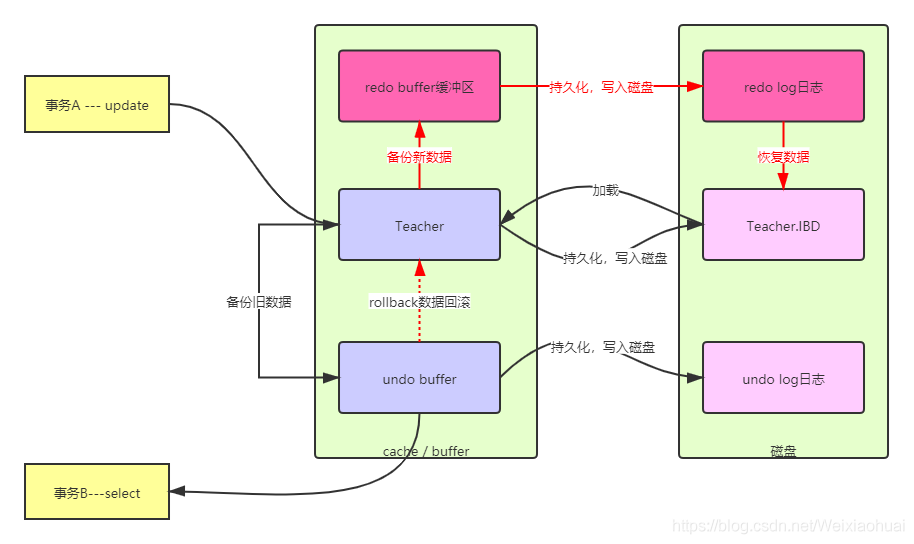 redo buffer缓冲区
持久化，写入磁盘
redo log日志
事务A --- update
备份新数据
恢复数据
加载
Teacher
Teacher.IBD
持久化，写入磁盘
备份旧数据
rollback数据回滚
持久化，写入磁盘
undo buffer
undo log日志
cache / buffer
磁盘
事务B---select
https://blog.csdn.net/Weixiaohuai